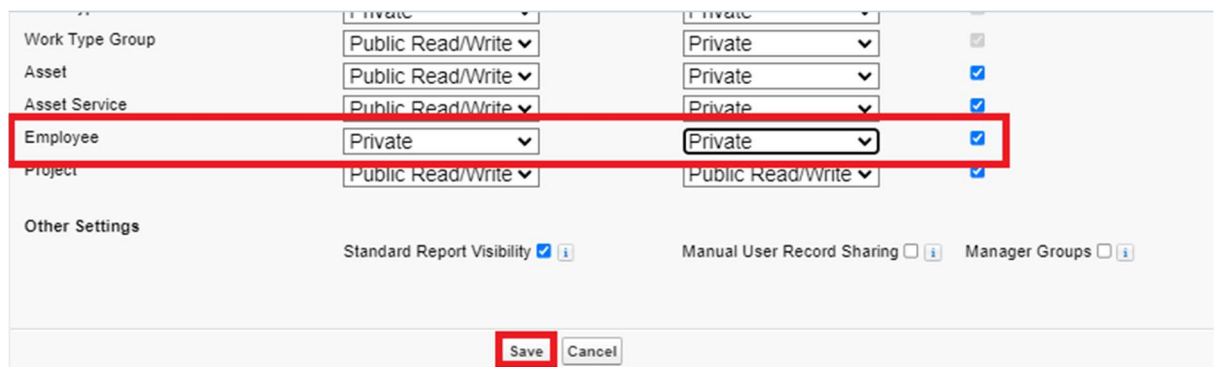 Private Private
Work Type Group Public Read/Write Private
Asset Public Read/Write Private
Asset Service Public Read/Write Private
Employee Private Private
Project Public Read/Write Public Read/Write
Other Settings
Standard Report Visibility i Manual User Record Sharing i Manager Groups i
Save Cancel